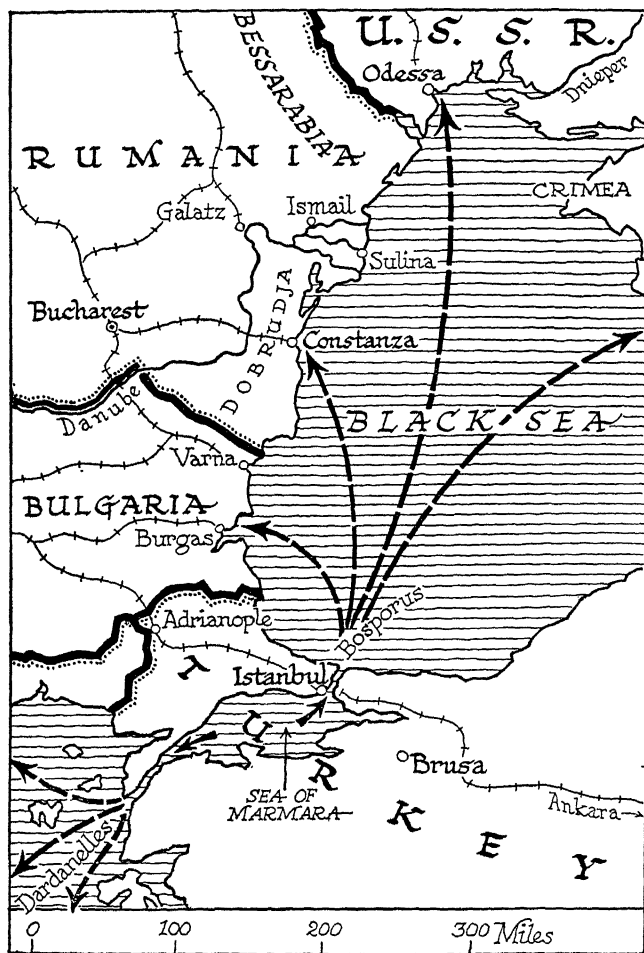 U. S. S. R.
BESSARABIA
Odessa
Dnieper
RUMANIA
CRIMEA
Galatz
Ismail
Sulina
Bucharest
DOBRUDJA
Constanza
Danube
BLACK SEA
Varna
BULGARIA
Burgas
Adrianople
Bosporus
Istanbul
TURKEY
Brusa
SEA OF
MARMARA
Ankara
Dardanelles
0 100 200 300 Miles